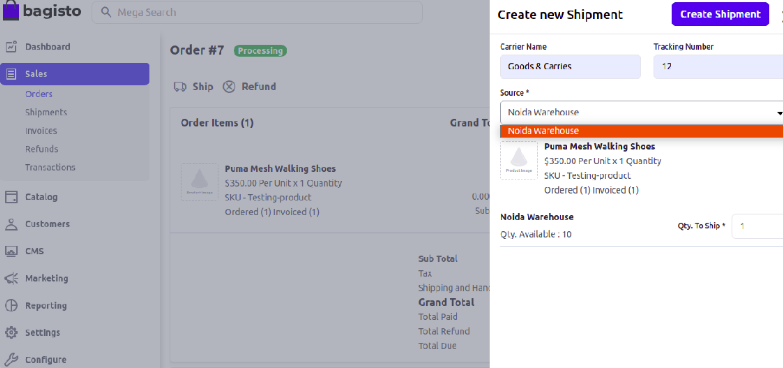 bagisto
Mega Search
Dashboard
Sales
Orders
Shipments
Invoices
Refunds
Transactions
Catalog
Customers
CMS
Marketing
Reporting
Settings
Configure
Order #7 Processing
Ship Refund
Order Items (1) Grand To
Puma Mesh Walking Shoes
$350.00 Per Unit x 1 Quantity
SKU - Testing-product
Ordered (1) Invoiced (1)
0.000
Sub
Sub Total
Tax
Shipping and Hand
Grand Total
Total Paid
Total Refund
Total Due
Create new Shipment Create Shipment
Carrier Name Tracking Number
Goods & Carries 12
Source *
Noida Warehouse
Noida Warehouse
Product Image
Puma Mesh Walking Shoes
$350.00 Per Unit x 1 Quantity
SKU - Testing-product
Ordered (1) Invoiced (1)
Noida Warehouse
Qty. Available : 10
Qty. To Ship * 1